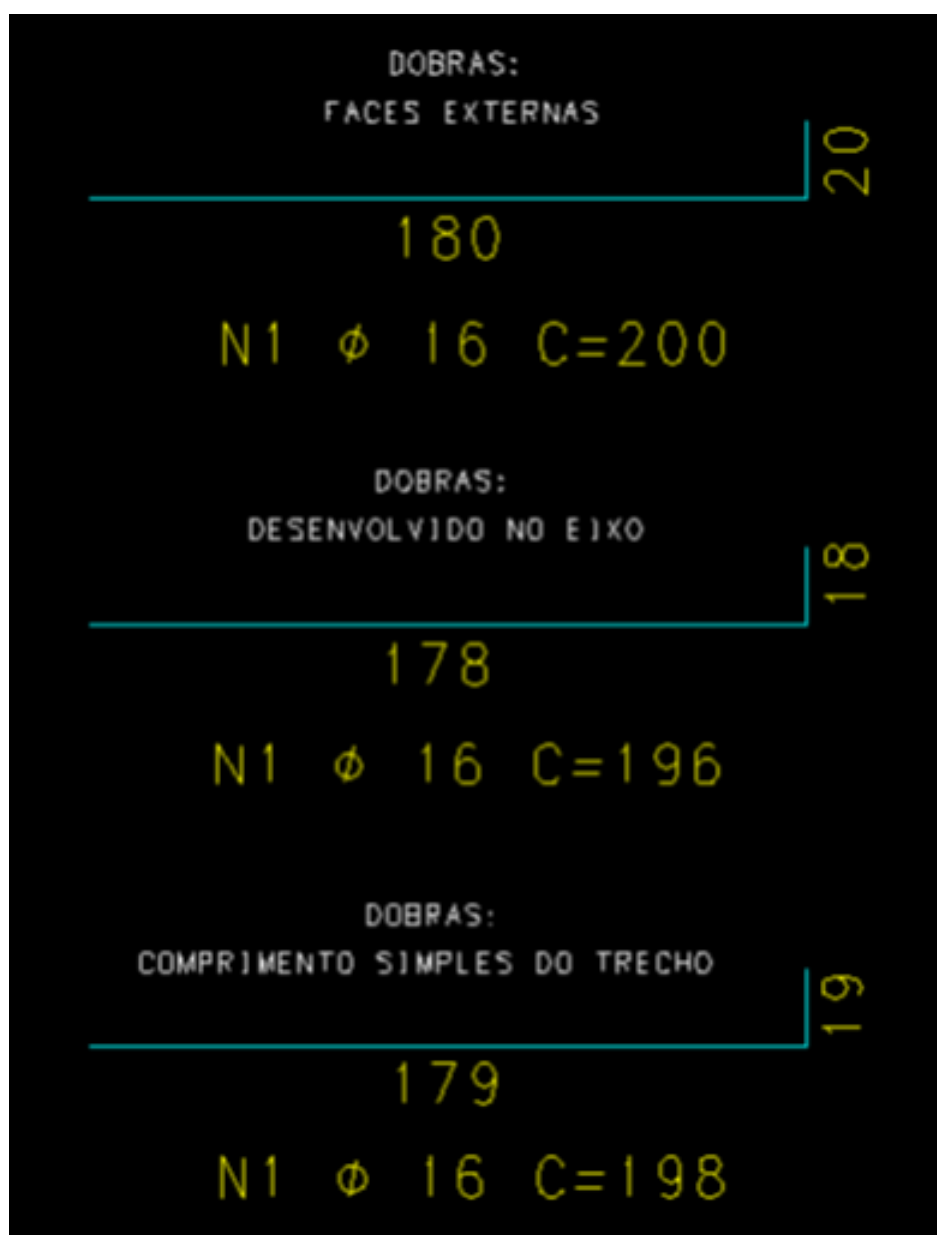 DOBRAS:
FACES EXTERNAS
20
180
N1 ϕ 16 C=200
DOBRAS:
DESENVOLVIDO NO EIXO
18
178
N1 ϕ 16 C=196
DOBRAS:
COMPRIMENTO SIMPLES DO TRECHO
19
179
N1 ϕ 16 C=198